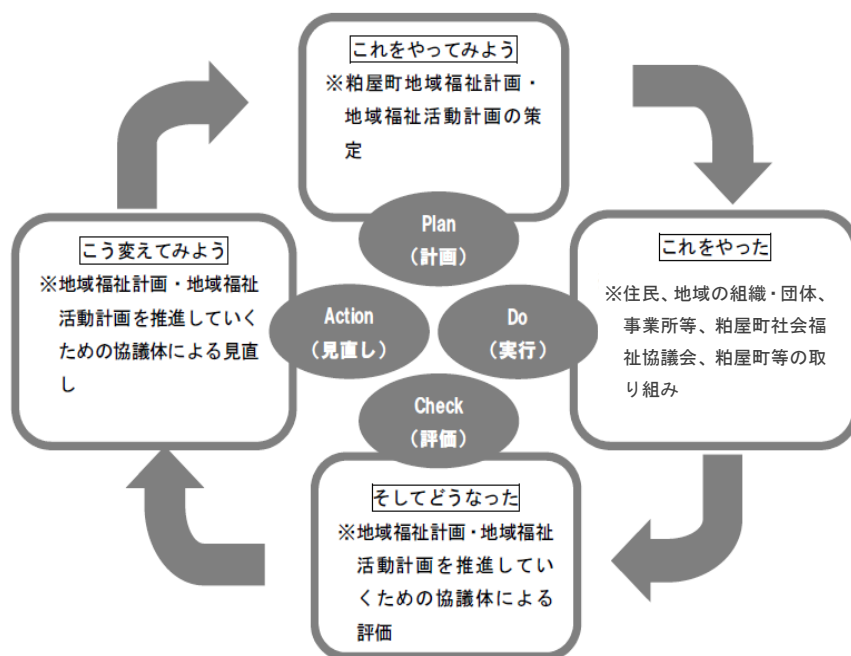 これをやってみよう
※粕屋町地域福祉計画・
地域福祉活動計画の策
定
Plan
（計画）
これをやった
※住民、地域の組織・団体、
事業所等、粕屋町社会福
祉協議会、粕屋町等の取
り組み
Do
（実行）
Check
（評価）
そしてどうなった
※地域福祉計画・地域福祉
活動計画を推進してい
くための協議体による
評価
こう変えてみよう
※地域福祉計画・地域福祉
活動計画を推進していく
ための協議体による見直
し
Action
（見直し）